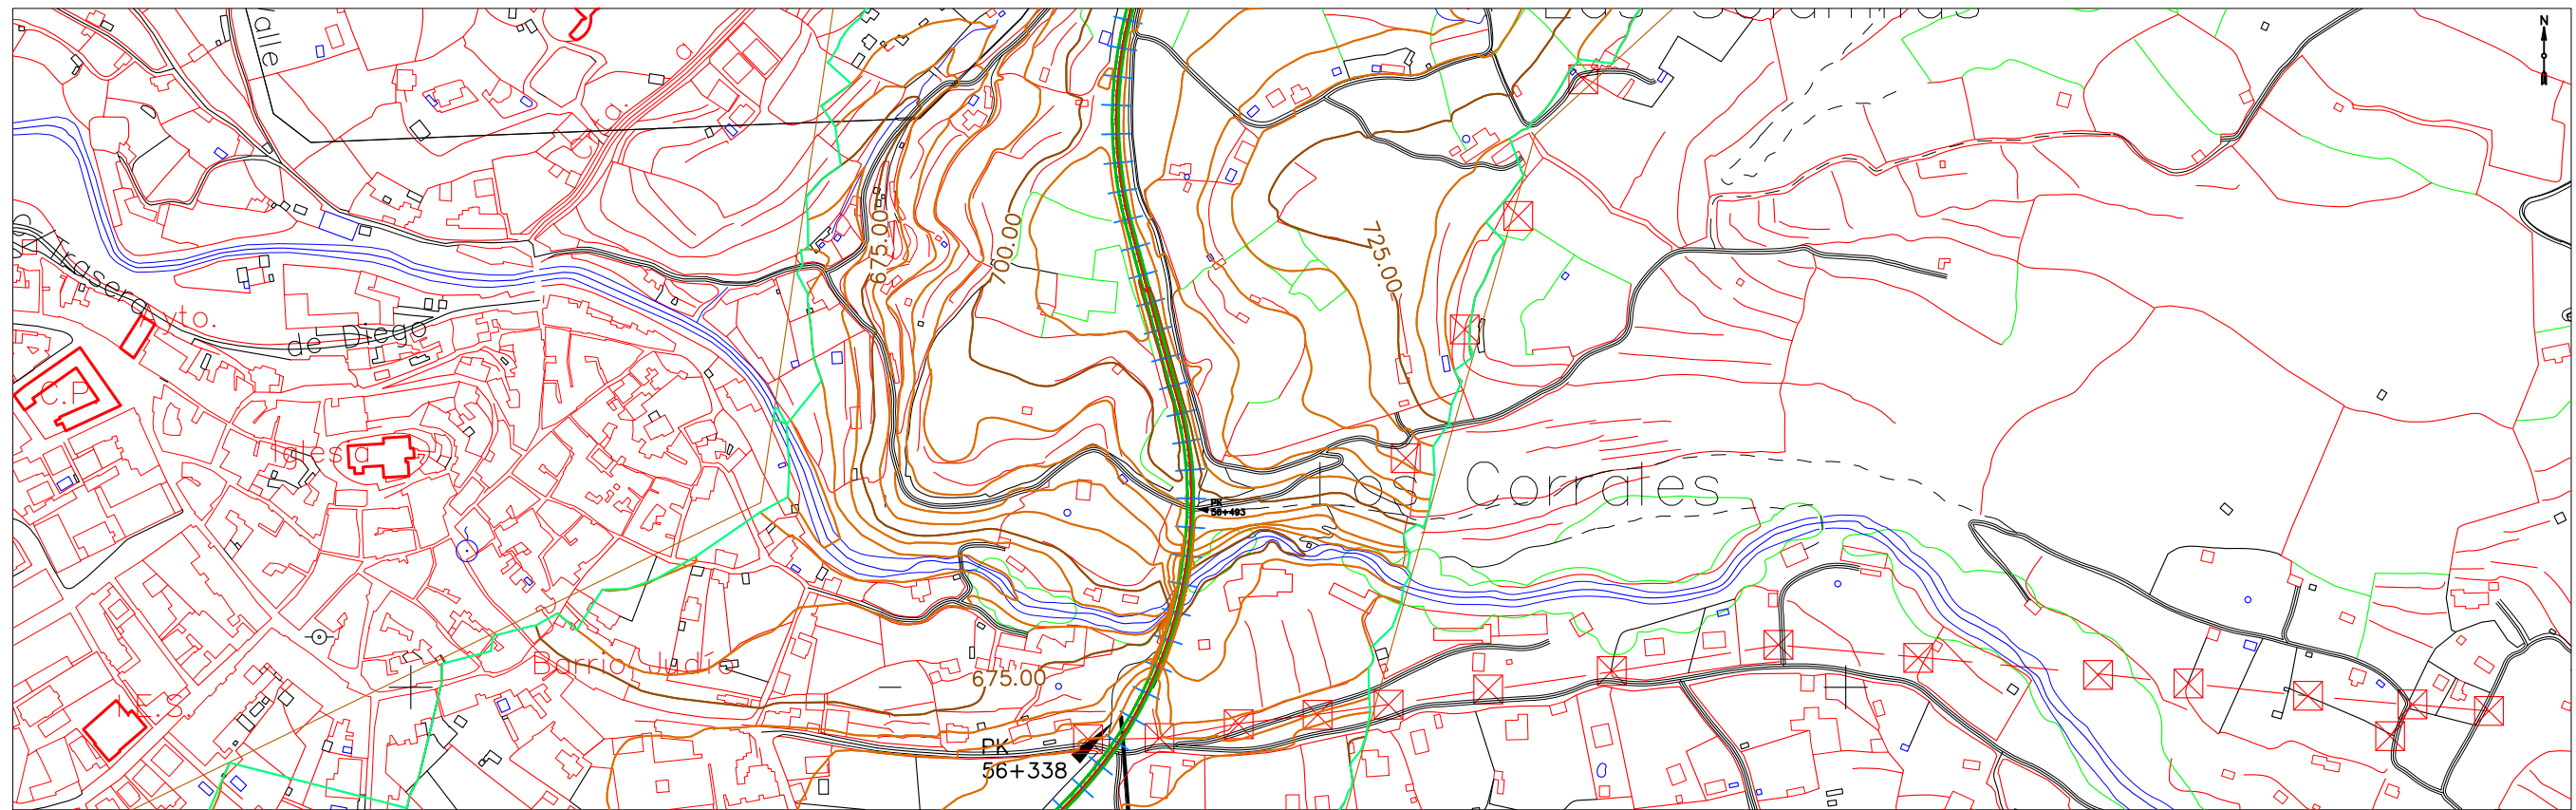 N
675.00
700.00
725.00
Trasera
Ayto.
de Diego
C.P.
Iglesia
Los Corrales
PK
56+493
Barrio Judío
675.00
I.E.S.
PK
56+338